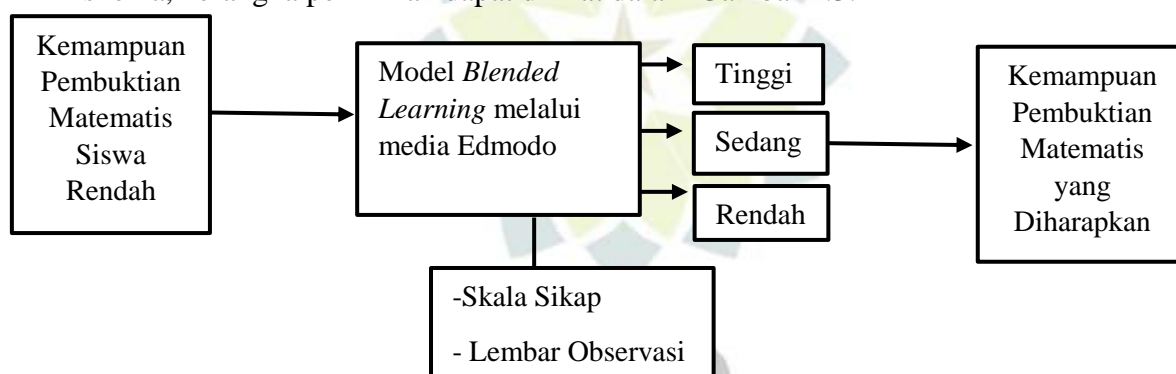 Kemampuan
Pembuktian
Matematis
Siswa
Rendah
Model Blended
Learning melalui
media Edmodo
Tinggi
Sedang
Rendah
Kemampuan
Pembuktian
Matematis
yang
Diharapkan
-Skala Sikap
- Lembar Observasi